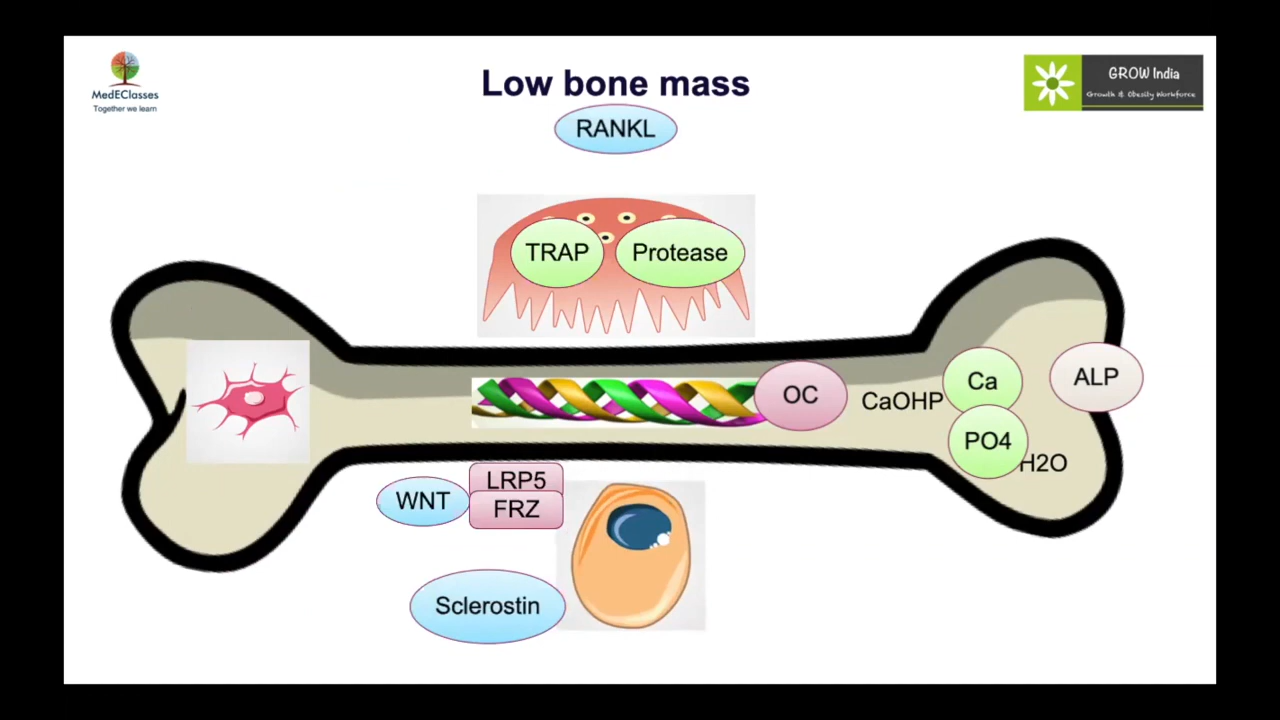 Low bone mass
MedEClasses
Together we learn
GROW India
Growth & Obesity Workforce
RANKL
TRAP
Protease
OC
CaOHP
Ca
PO4
H2O
ALP
WNT
LRP5
FRZ
Sclerostin